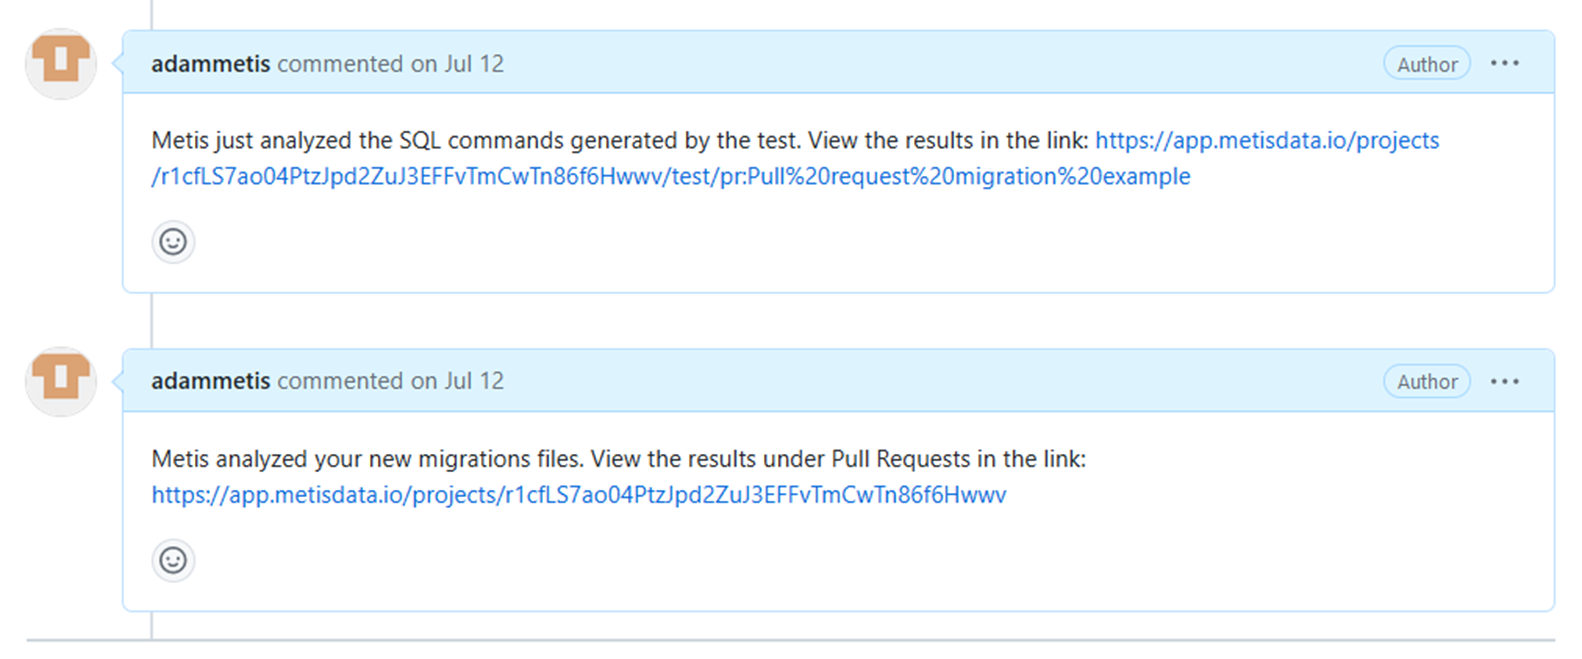 adammetis commented on Jul 12
Author
Metis just analyzed the SQL commands generated by the test. View the results in the link: https://app.metisdata.io/projects
/r1cfLS7ao04PtzJpd2ZuJ3EFFvTmCwTn86f6Hwwv/test/pr:Pull%20request%20migration%20example
adammetis commented on Jul 12
Author
Metis analyzed your new migrations files. View the results under Pull Requests in the link:
https://app.metisdata.io/projects/r1cfLS7ao04PtzJpd2ZuJ3EFFvTmCwTn86f6Hwwv